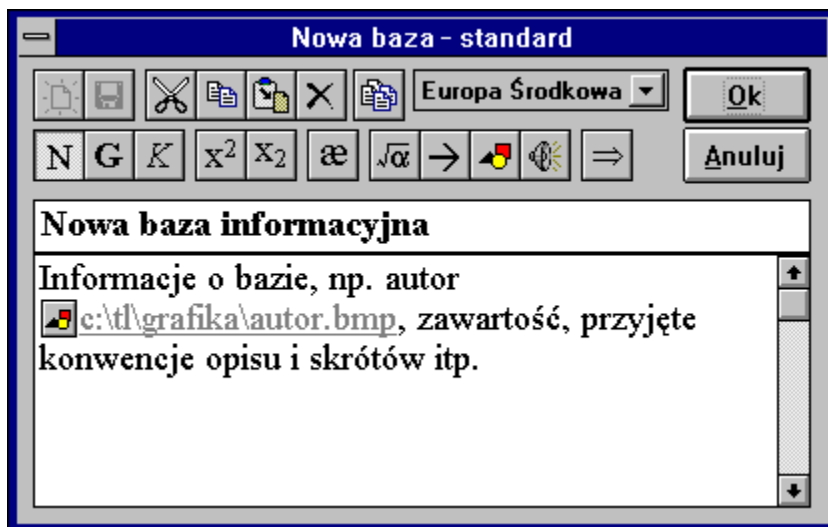 Nowa baza - standard
Europa Środkowa
Ok
N G K x² x₂ æ √α → ⇒
Anuluj
Nowa baza informacyjna
Informacje o bazie, np. autor
c:\tl\grafika\autor.bmp, zawartość, przyjęte
konwencje opisu i skrótów itp.